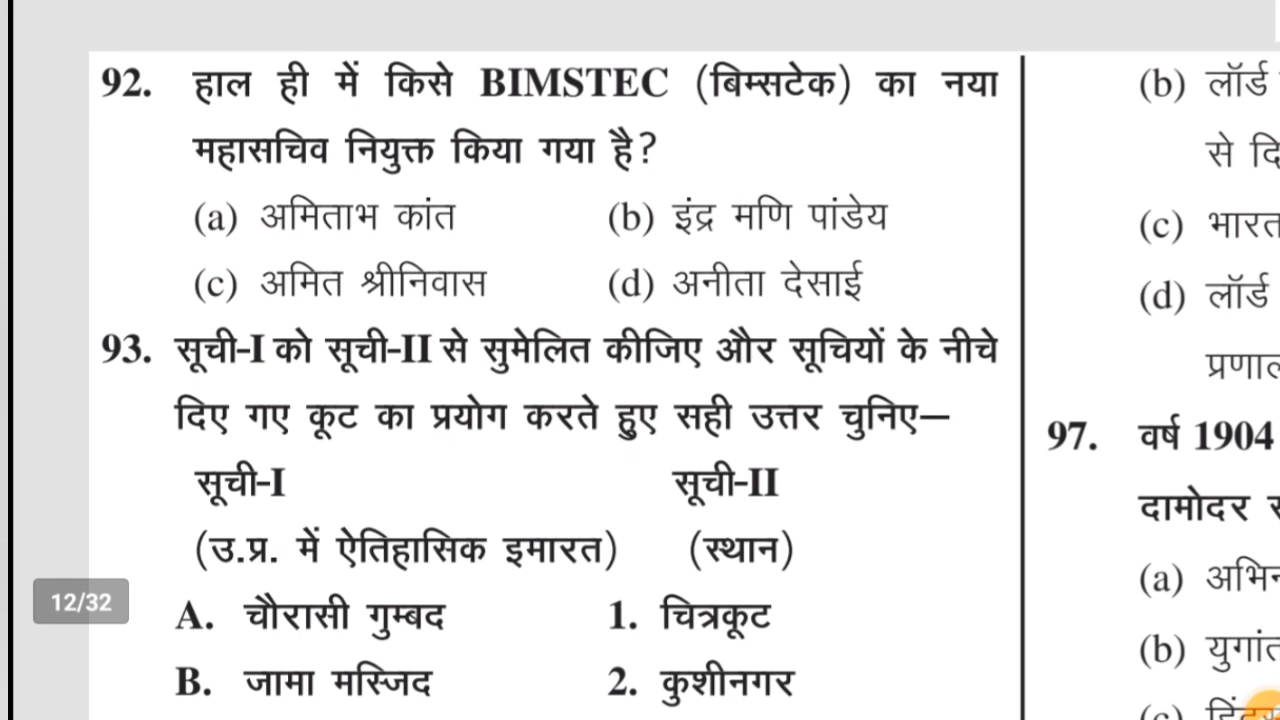 92. हाल ही में किसे BIMSTEC (बिम्सटेक) का नया
महासचिव नियुक्त किया गया है?
(a) अमिताभ कांत (b) इंद्र मणि पांडेय
(c) अमित श्रीनिवास (d) अनीता देसाई
93. सूची-I को सूची-II से सुमेलित कीजिए और सूचियों के नीचे
दिए गए कूट का प्रयोग करते हुए सही उत्तर चुनिए—
सूची-I सूची-II
(उ.प्र. में ऐतिहासिक इमारत) (स्थान)
A. चौरासी गुम्बद 1. चित्रकूट
B. जामा मस्जिद 2. कुशीनगर
12/32
(b) लॉर्ड
से
(c)
(d) लॉर्ड
97. वर्ष 1904
दामोदर
(a)
(b)